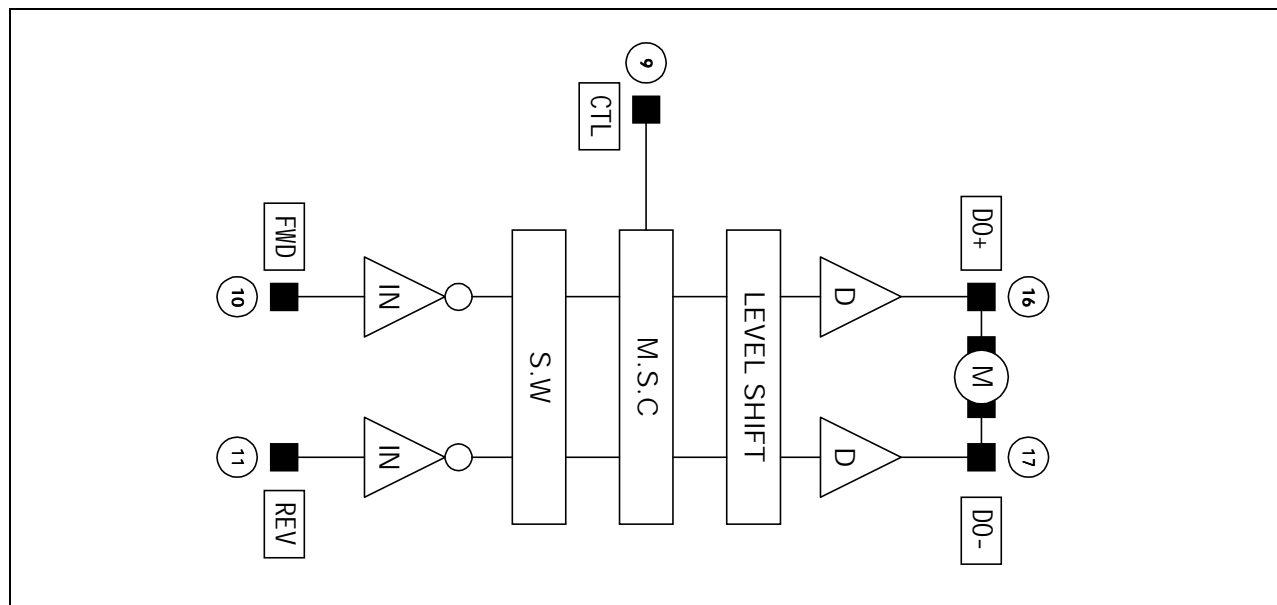 9
CTL
FWD
DO+
10
IN
D
16
S.W
M.S.C
LEVEL SHIFT
M
11
IN
D
17
REV
DO-